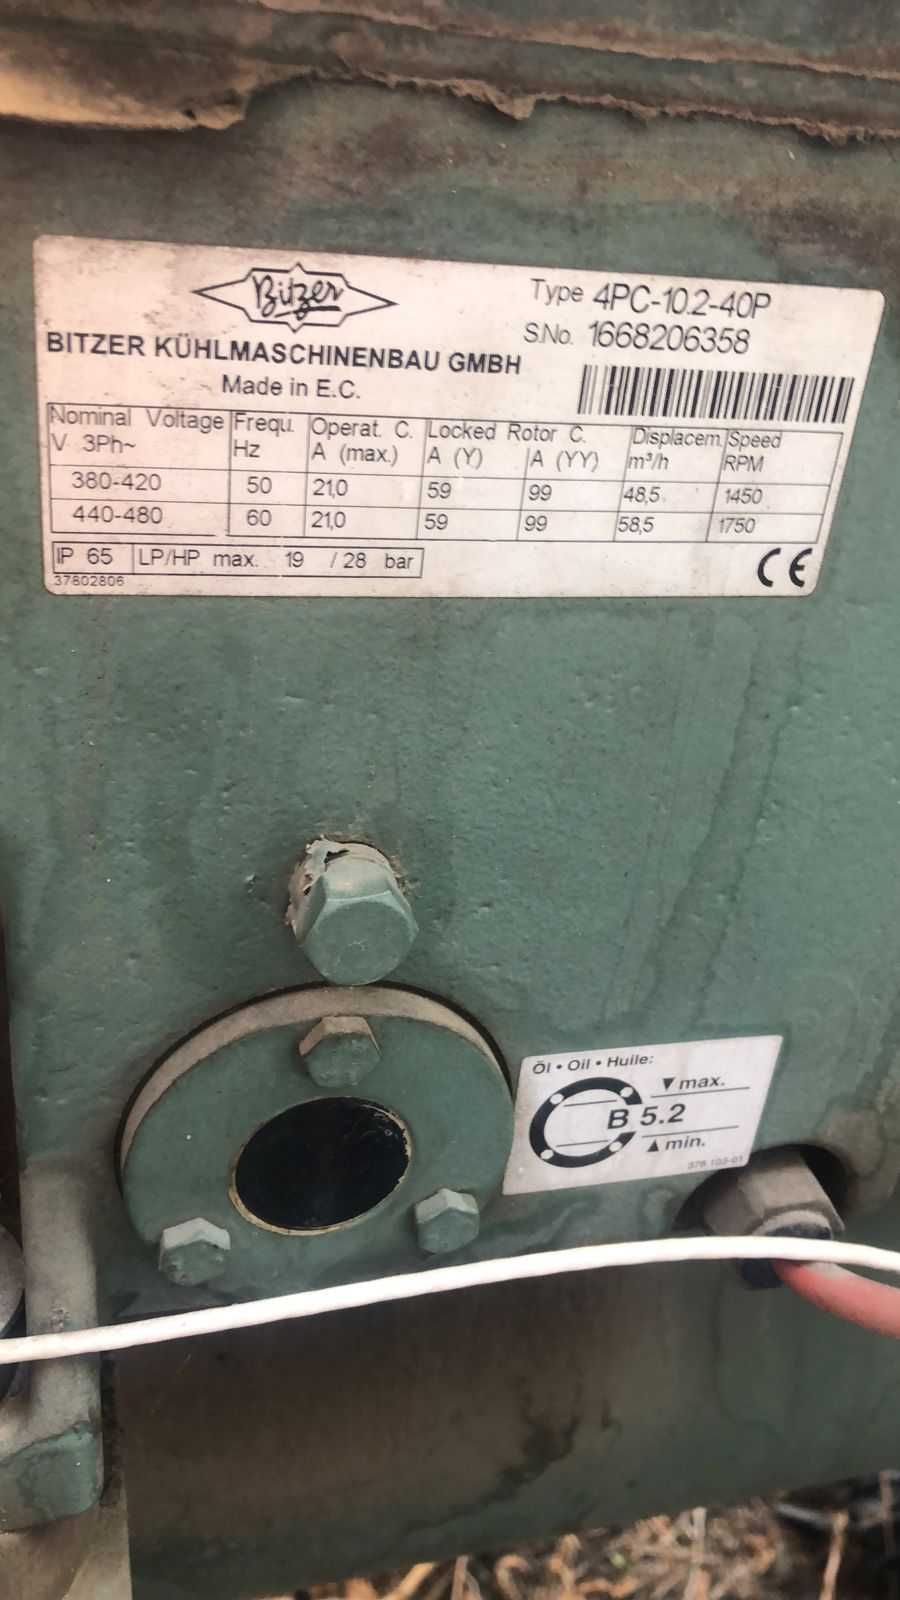 Bitzer
BITZER KÜHLMASCHINENBAU GMBH
Made in E.C.
Type 4PC-10.2-40P
S.No. 1668206358
Nominal Voltage V 3Ph~ Frequ. Hz Operat. C. A (max.) Locked Rotor C. A (Y) A (YY) Displacem. m³/h Speed RPM
380-420 50 21,0 59 99 48,5 1450
440-480 60 21,0 59 99 58,5 1750
IP 65 LP/HP max. 19 / 28 bar
37802806
CE
Öl • Oil • Huile:
▼max.
B 5.2
▲min.
378 103-01